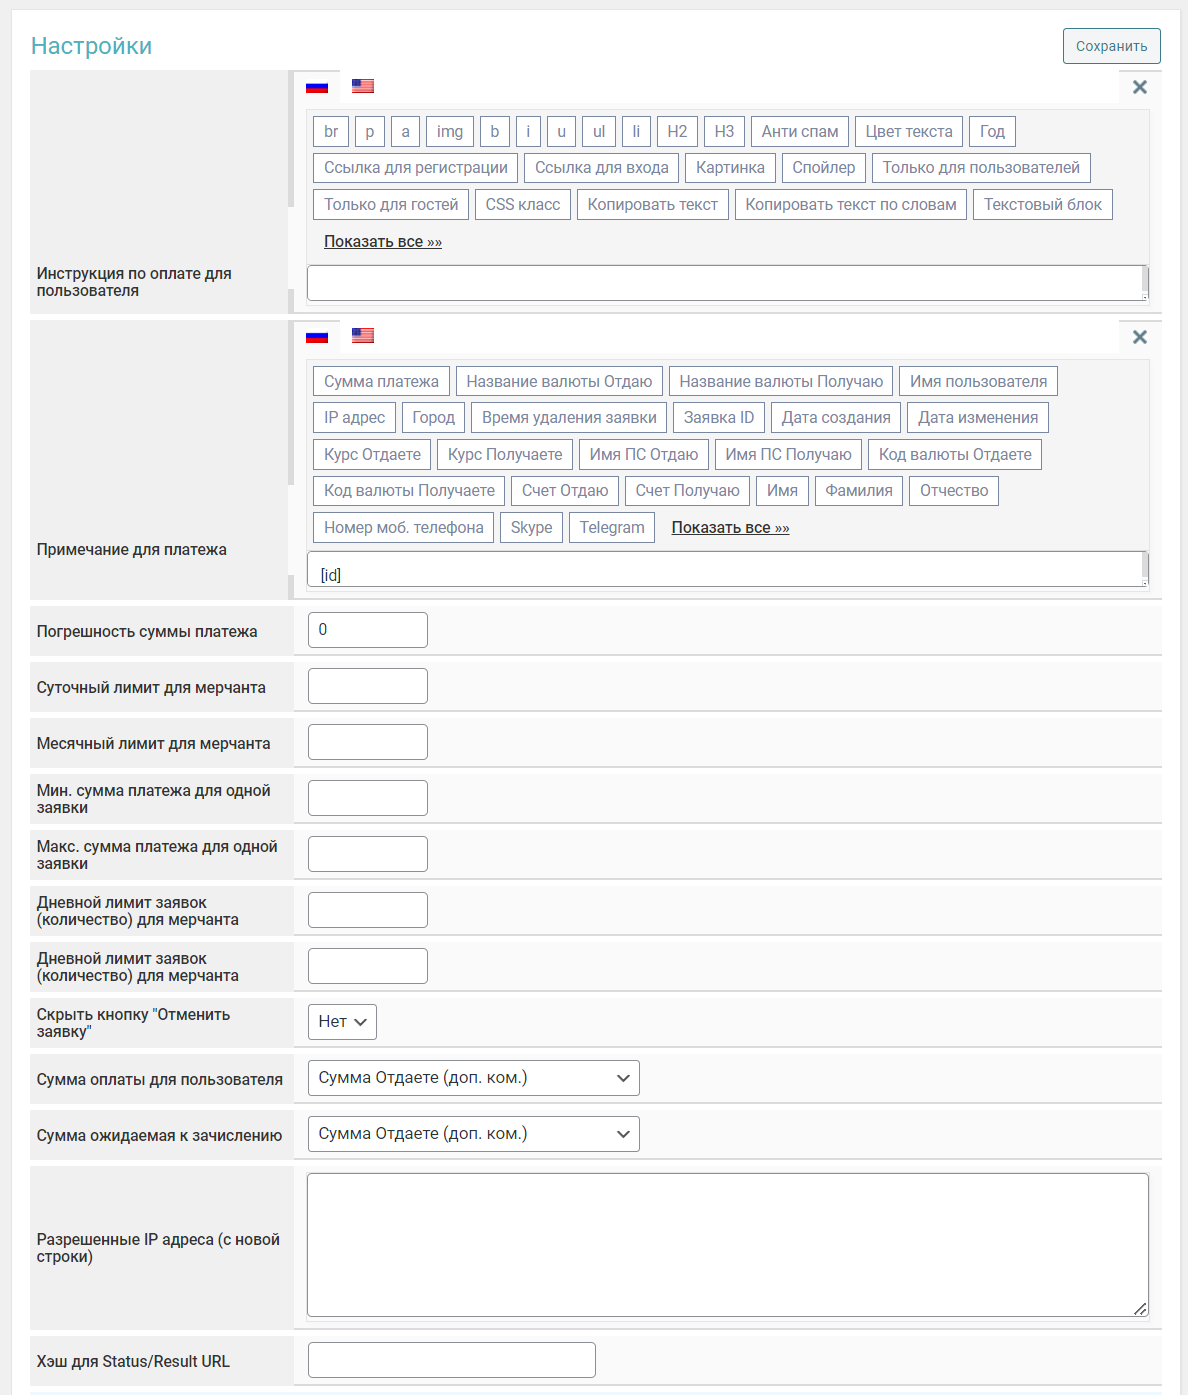 Настройки
Сохранить
br p a img b i u ul li H2 H3 Анти спам Цвет текста Год
Ссылка для регистрации Ссылка для входа Картинка Спойлер Только для пользователей
Только для гостей CSS класс Копировать текст Копировать текст по словам Текстовый блок
Показать все »»
Инструкция по оплате для
пользователя
Сумма платежа Название валюты Отдаю Название валюты Получаю Имя пользователя
IP адрес Город Время удаления заявки Заявка ID Дата создания Дата изменения
Курс Отдаете Курс Получаете Имя ПС Отдаю Имя ПС Получаю Код валюты Отдаете
Код валюты Получаете Счет Отдаю Счет Получаю Имя Фамилия Отчество
Номер моб. телефона Skype Telegram Показать все »»
Примечание для платежа
[id]
Погрешность суммы платежа 0
Суточный лимит для мерчанта
Месячный лимит для мерчанта
Мин. сумма платежа для одной
заявки
Макс. сумма платежа для одной
заявки
Дневной лимит заявок
(количество) для мерчанта
Дневной лимит заявок
(количество) для мерчанта
Скрыть кнопку "Отменить
заявку"
Нет
Сумма оплаты для пользователя Сумма Отдаете (доп. ком.)
Сумма ожидаемая к зачислению Сумма Отдаете (доп. ком.)
Разрешенные IP адреса (с новой
строки)
Хэш для Status/Result URL